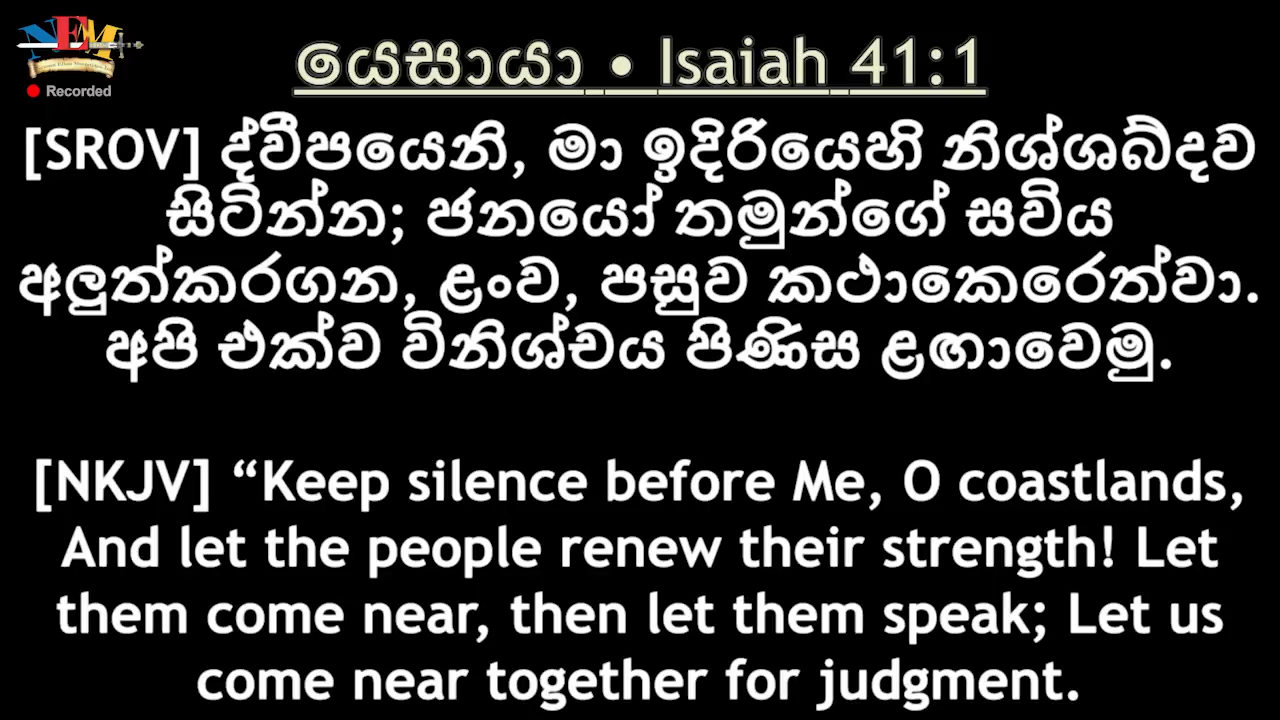 NEM
Recorded
යෙසායා • Isaiah 41:1
[SROV] ද්වීපයෙනි, මා ඉදිරියෙහි නිශ්ශබ්දව
සිටින්න; ජනයෝ තමුන්ගේ සවිය
අලුත්කරගන, ළංව, පසුව කථාකෙරෙත්වා.
අපි එක්ව විනිශ්චය පිණිස ළඟාවෙමු.
[NKJV] “Keep silence before Me, O coastlands,
And let the people renew their strength! Let
them come near, then let them speak; Let us
come near together for judgment.